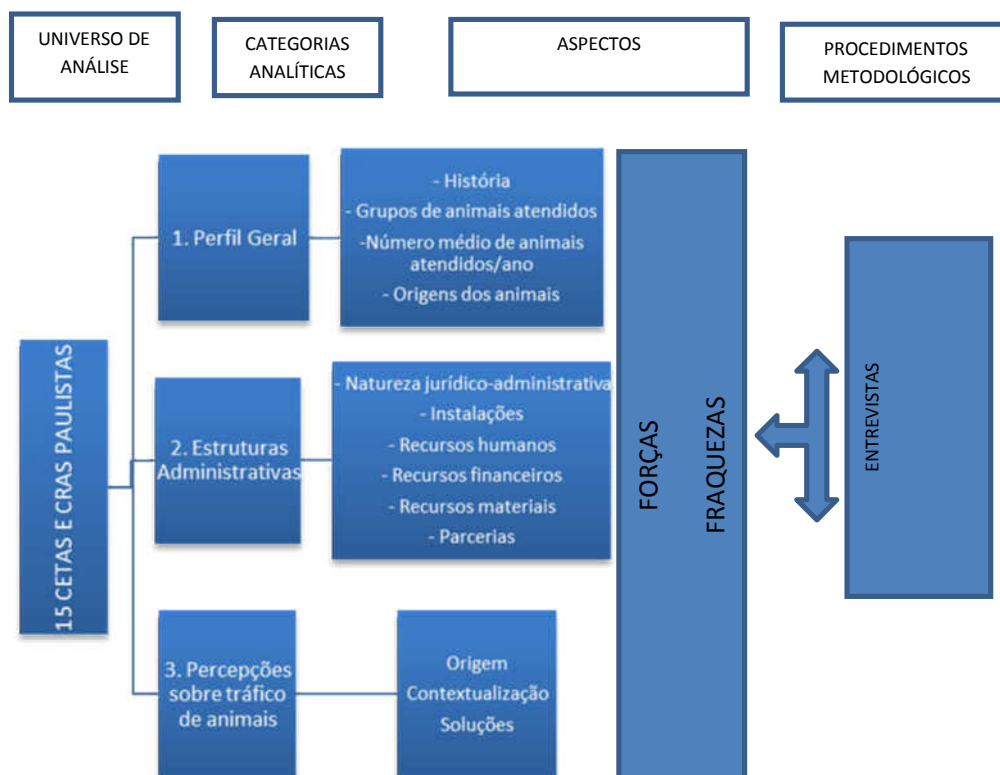 UNIVERSO DE
ANÁLISE
CATEGORIAS
ANALÍTICAS
ASPECTOS
PROCEDIMENTOS
METODOLÓGICOS
15 CETAS E CRAS PAULISTAS
1. Perfil Geral
- História
- Grupos de animais atendidos
-Número médio de animais
atendidos/ano
- Origens dos animais
2. Estruturas
Administrativas
- Natureza jurídico-administrativa
- Instalações
- Recursos humanos
- Recursos financeiros
- Recursos materiais
- Parcerias
3. Percepções
sobre tráfico
de animais
Origem
Contextualização
Soluções
FORÇAS
FRAQUEZAS
ENTREVISTAS